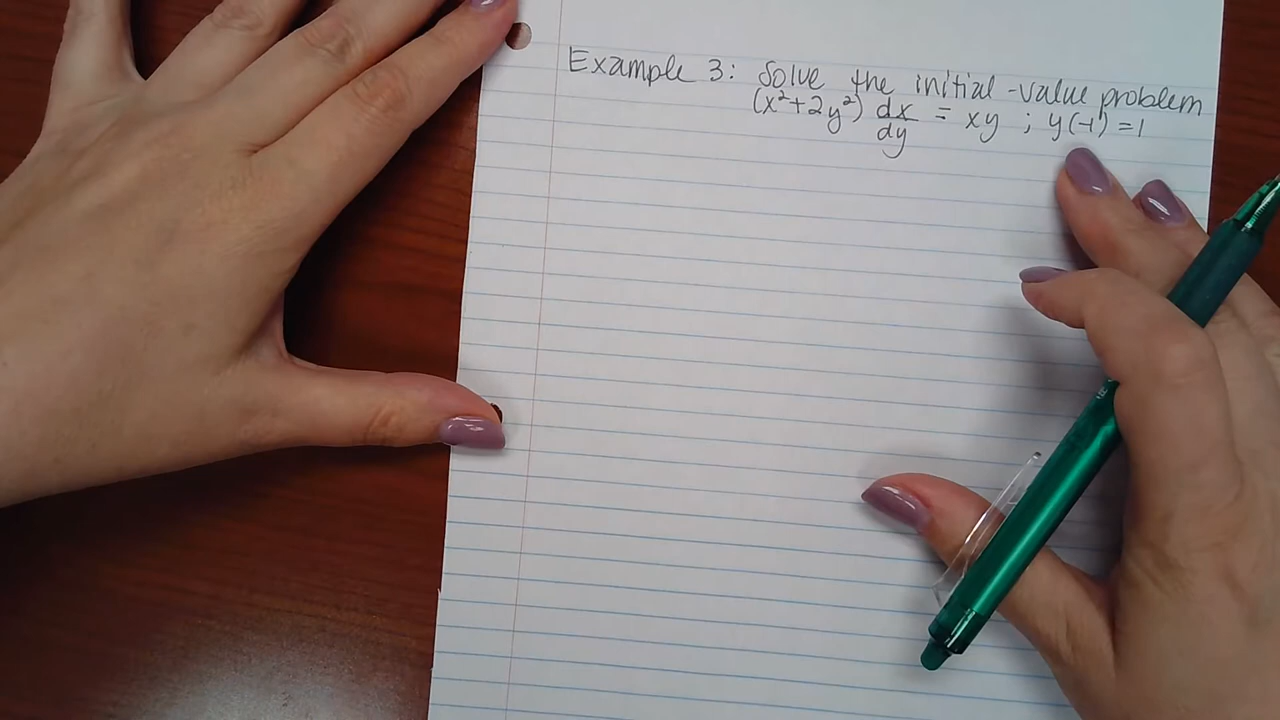 Example 3: Solve the initial-value problem
(x²+2y²) dx/dy = xy ; y(-1) = 1